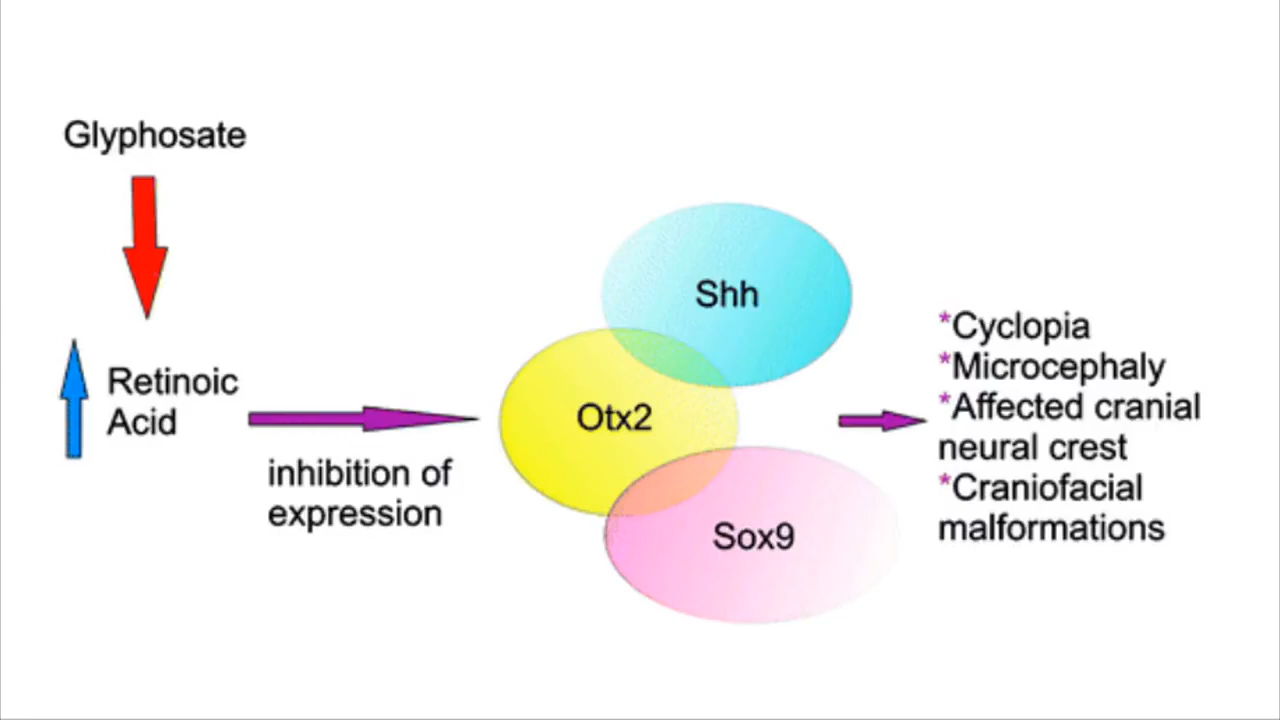 Glyphosate
Retinoic
Acid
inhibition of
expression
Shh
Otx2
Sox9
*Cyclopia
*Microcephaly
*Affected cranial
neural crest
*Craniofacial
malformations